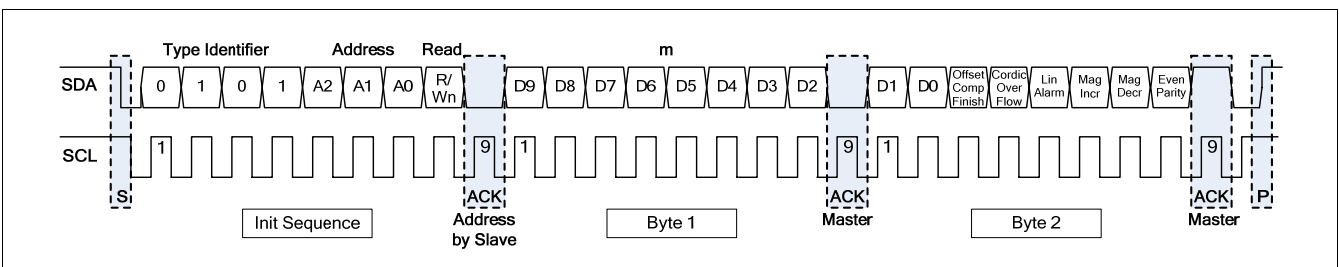 Type Identifier Address Read m
SDA 0 1 0 1 A2 A1 A0 R/Wn D9 D8 D7 D6 D5 D4 D3 D2 D1 D0 Offset Comp Finish Cordic Over Flow Lin Alarm Mag Incr Mag Decr Even Parity
SCL 1 9 1 9 1 9
S ACK ACK ACK P
Address by Slave Master Master
Init Sequence Byte 1 Byte 2